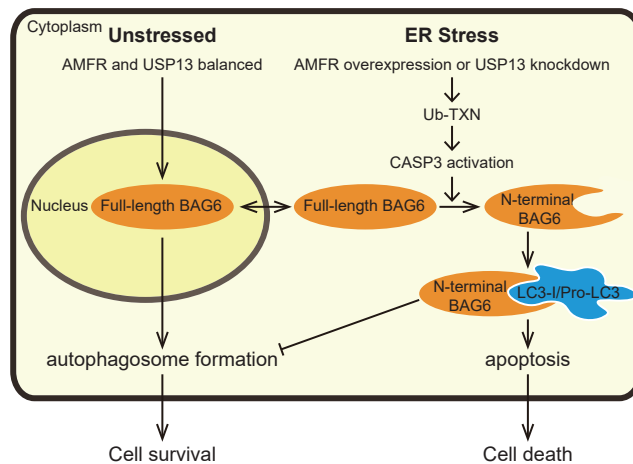 Cytoplasm
Unstressed
ER Stress
AMFR and USP13 balanced
AMFR overexpression or USP13 knockdown
Ub-TXN
CASP3 activation
Nucleus
Full-length BAG6
Full-length BAG6
N-terminal
BAG6
N-terminal
BAG6
LC3-I/Pro-LC3
autophagosome formation
apoptosis
Cell survival
Cell death